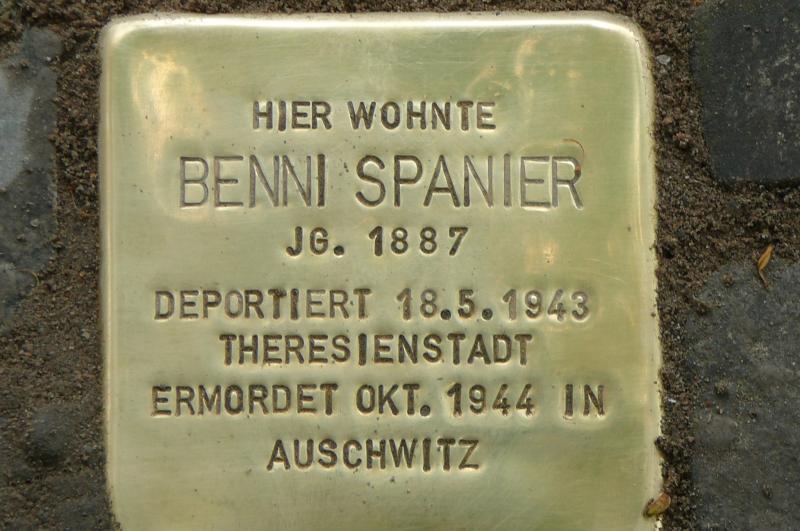 HIER WOHNTE
BENNI SPANIER
JG. 1887
DEPORTIERT 18.5.1943
THERESIENSTADT
ERMORDET OKT. 1944 IN
AUSCHWITZ